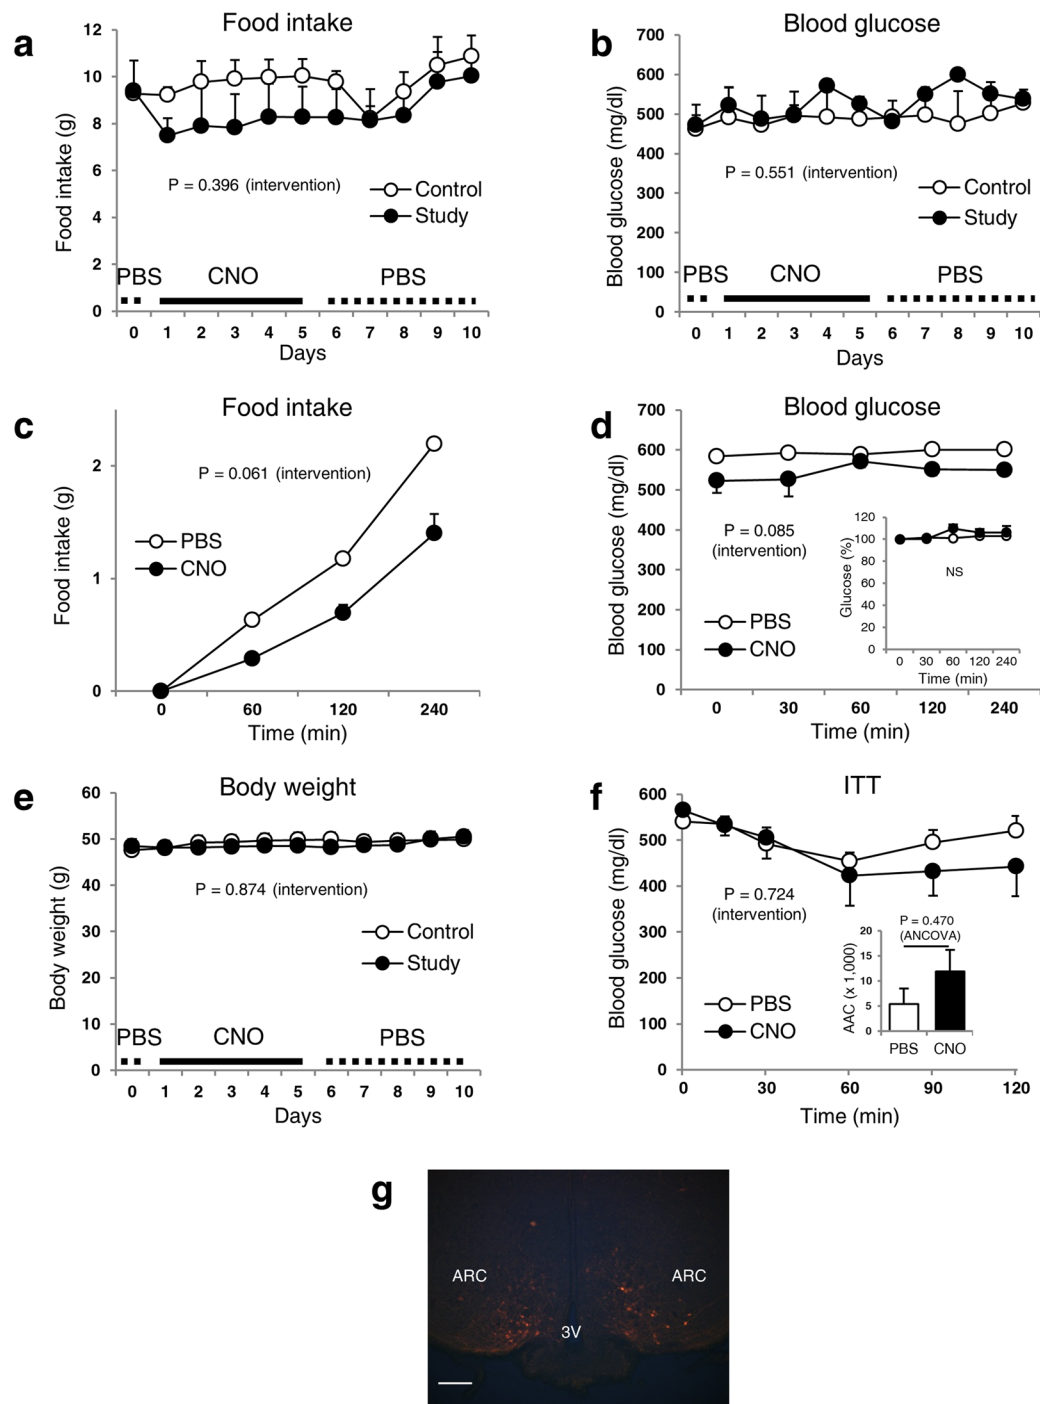 a
Food intake
12
10
8
6
4
2
0
Food intake (g)
P = 0.396 (intervention)
Control
Study
PBS CNO PBS
0 1 2 3 4 5 6 7 8 9 10
Days
b
Blood glucose
700
600
500
400
300
200
100
0
Blood glucose (mg/dl)
P = 0.551 (intervention)
Control
Study
PBS CNO PBS
0 1 2 3 4 5 6 7 8 9 10
Days
c
Food intake
2
1
0
Food intake (g)
P = 0.061 (intervention)
PBS
CNO
0 60 120 240
Time (min)
d
Blood glucose
700
600
500
400
300
200
100
0
Blood glucose (mg/dl)
P = 0.085
(intervention)
PBS
CNO
0 30 60 120 240
Time (min)
120
100
80
60
40
20
0
Glucose (%)
NS
0 30 60 120 240
Time (min)
e
Body weight
60
50
40
30
20
10
0
Body weight (g)
P = 0.874 (intervention)
Control
Study
PBS CNO PBS
0 1 2 3 4 5 6 7 8 9 10
Days
f
ITT
600
500
400
300
200
100
0
Blood glucose (mg/dl)
P = 0.724
(intervention)
PBS
CNO
0 30 60 90 120
Time (min)
P = 0.470
(ANCOVA)
20
15
10
5
0
AAC (x 1,000)
PBS CNO
g
ARC ARC
3V